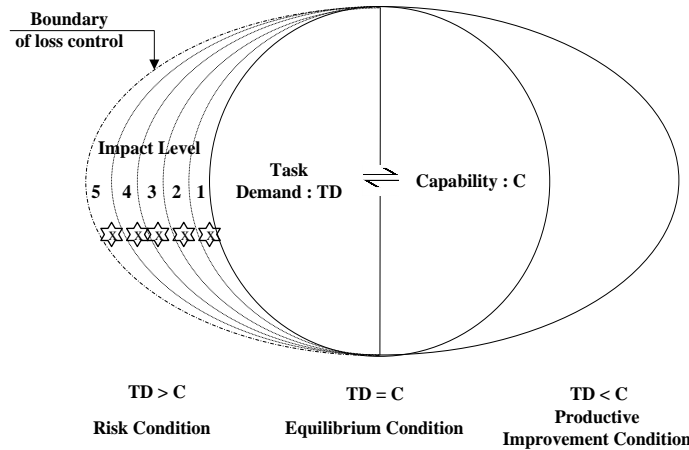 Boundary
of loss control
Impact Level
5 4 3 2 1
Task
Demand : TD
Capability : C
x x x x x
TD > C
Risk Condition
TD = C
Equilibrium Condition
TD < C
Productive
Improvement Condition